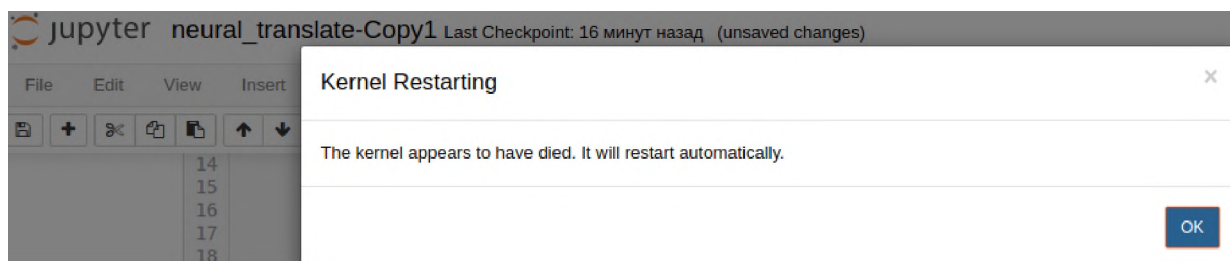 jupyter neural_translate-Copy1 Last Checkpoint: 16 минут назад (unsaved changes)
File Edit View Insert
Kernel Restarting ×
The kernel appears to have died. It will restart automatically.
14
15
16
17
18
OK